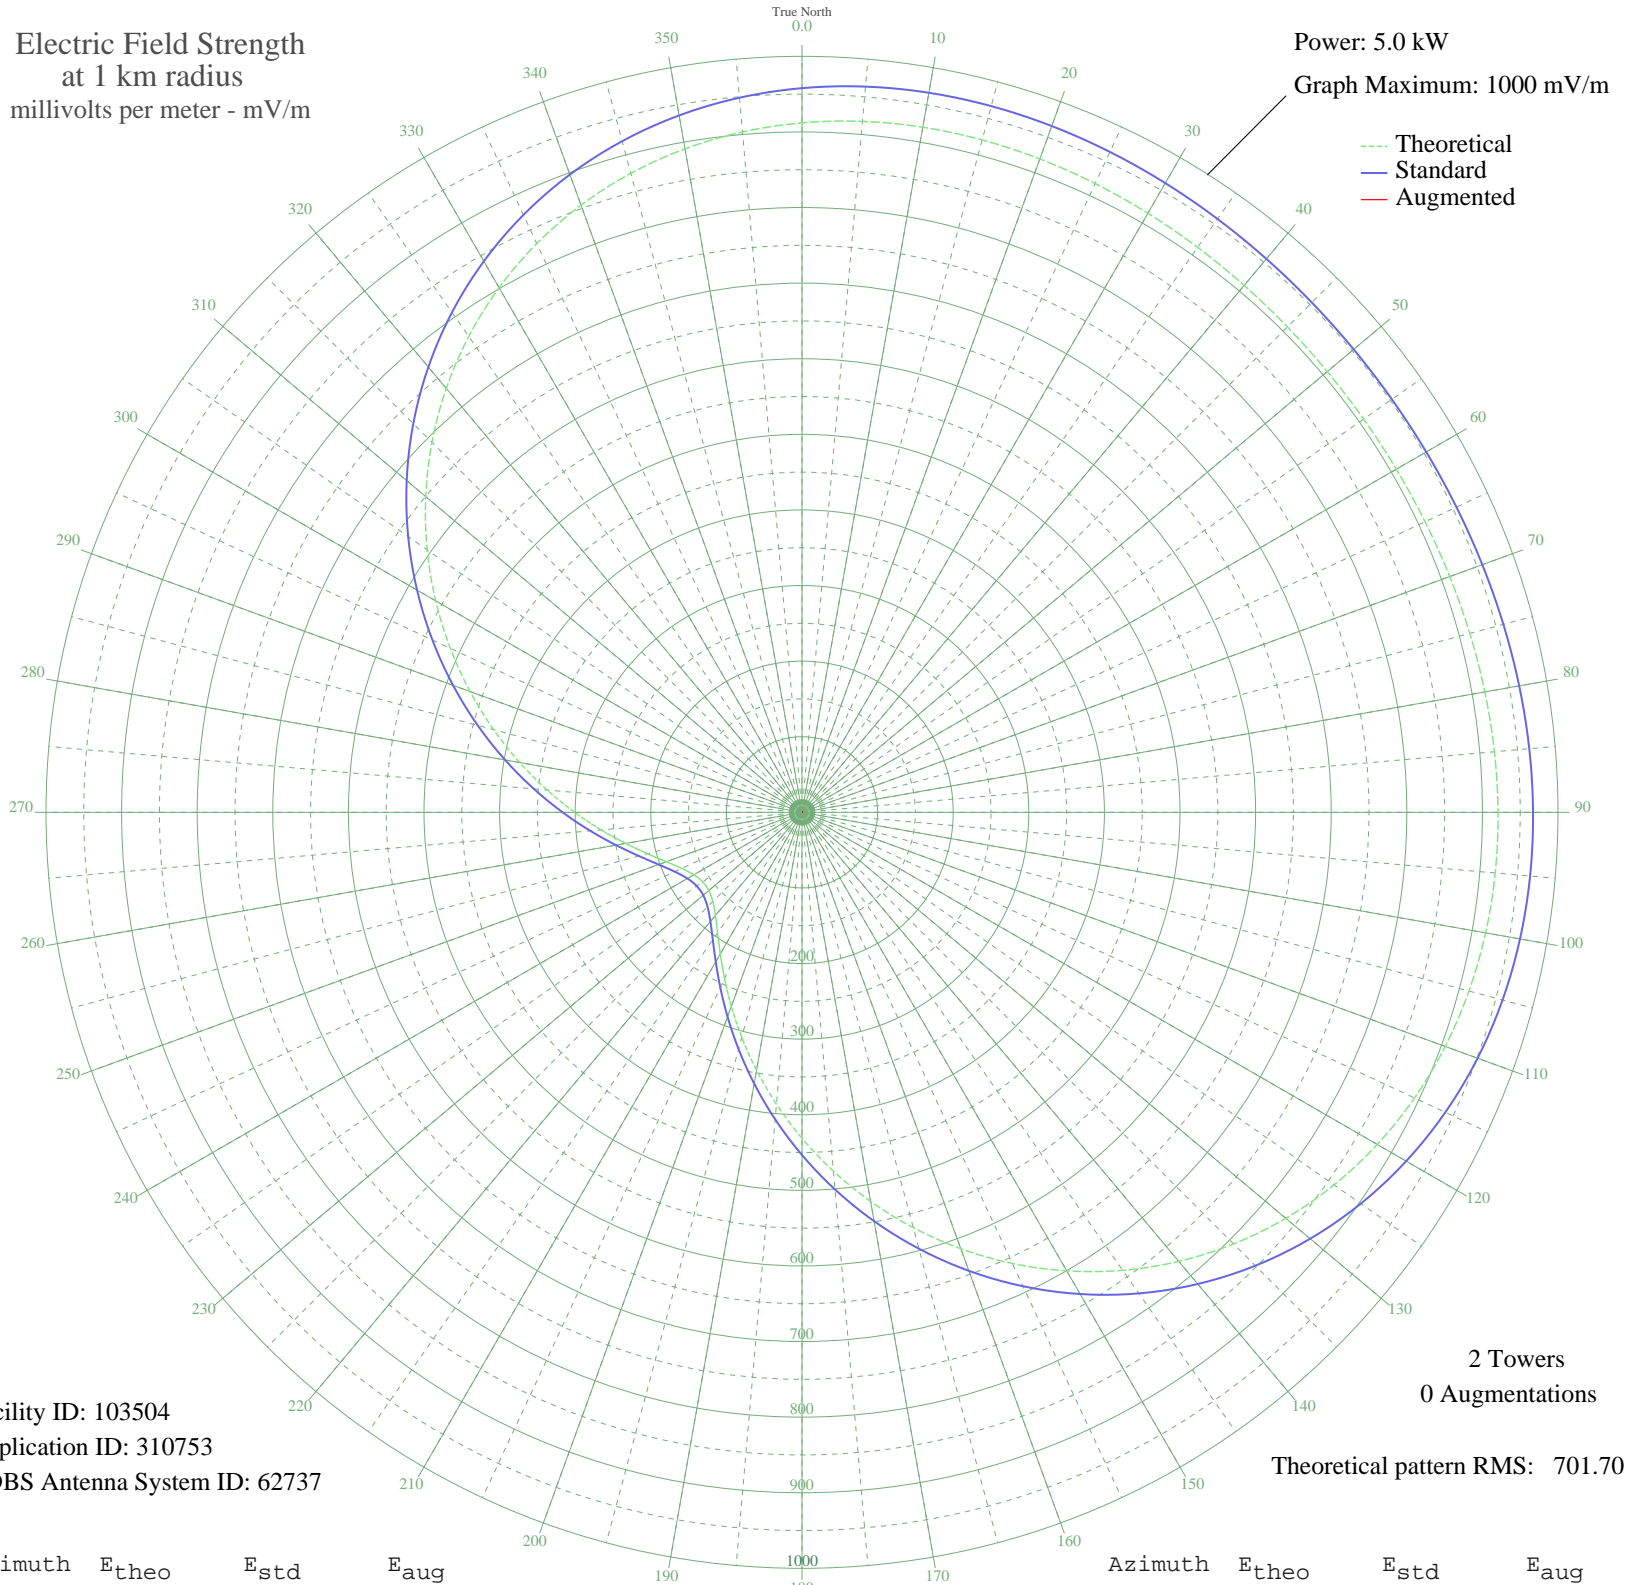 True North
0.0
Electric Field Strength
at 1 km radius
millivolts per meter - mV/m
Power: 5.0 kW
Graph Maximum: 1000 mV/m
Theoretical
Standard
Augmented
10
20
30
40
50
60
70
80
90
100
110
120
130
140
150
160
170
190
200
210
220
230
240
250
260
270
280
290
300
310
320
330
340
350
200
300
400
500
600
700
800
900
1000
2 Towers
0 Augmentations
Theoretical pattern RMS: 701.70
cility ID: 103504
plication ID: 310753
DBS Antenna System ID: 62737
imuth Etheo Estd Eaug
Azimuth Etheo Estd Eaug